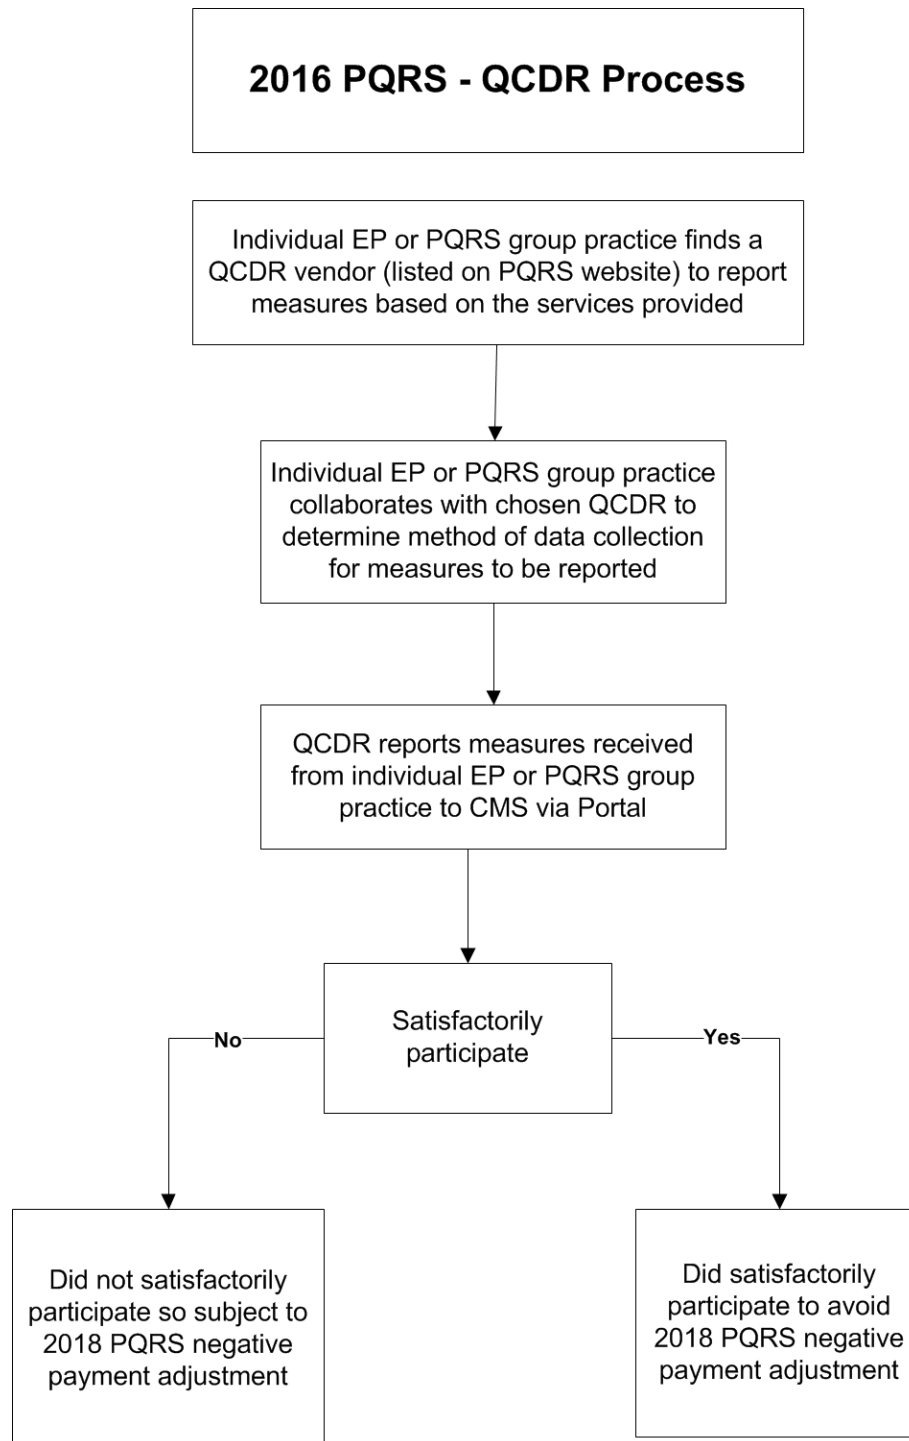 2016 PQRS - QCDR Process
Individual EP or PQRS group practice finds a
QCDR vendor (listed on PQRS website) to report
measures based on the services provided
Individual EP or PQRS group practice
collaborates with chosen QCDR to
determine method of data collection
for measures to be reported
QCDR reports measures received
from individual EP or PQRS group
practice to CMS via Portal
Satisfactorily
participate
No
Yes
Did not satisfactorily
participate so subject to
2018 PQRS negative
payment adjustment
Did satisfactorily
participate to avoid
2018 PQRS negative
payment adjustment